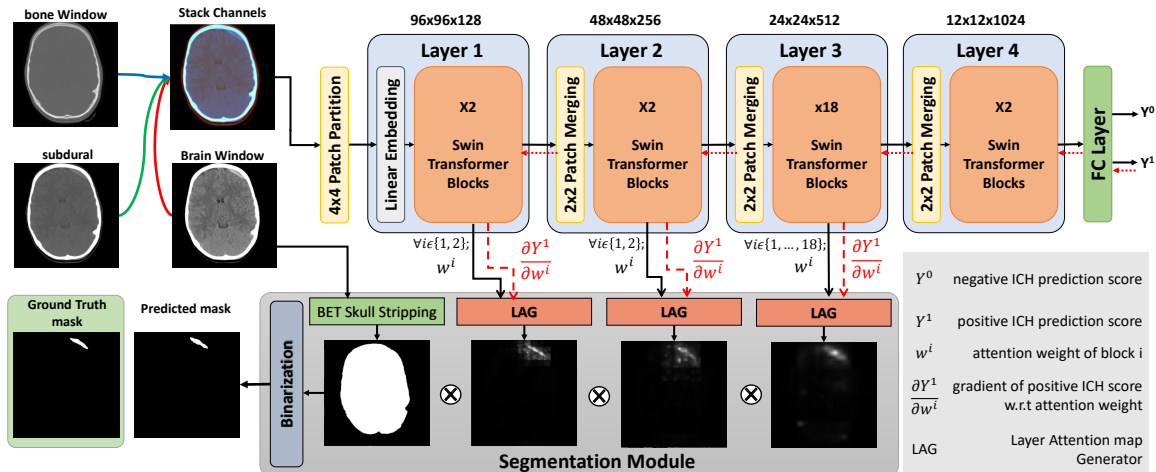 bone Window
Stack Channels
subdural
Brain Window
4x4 Patch Partition
96x96x128
Layer 1
Linear Embedding
X2
Swin
Transformer
Blocks
48x48x256
Layer 2
2x2 Patch Merging
X2
Swin
Transformer
Blocks
24x24x512
Layer 3
2x2 Patch Merging
x18
Swin
Transformer
Blocks
12x12x1024
Layer 4
2x2 Patch Merging
X2
Swin
Transformer
Blocks
FC Layer
Y⁰
Y¹
∀iϵ{1, 2};
wⁱ
∂Y¹
∂wⁱ
∀iϵ{1, 2};
wⁱ
∂Y¹
∂wⁱ
∀iϵ{1, ..., 18};
wⁱ
∂Y¹
∂wⁱ
Ground Truth
mask
Predicted mask
Binarization
BET Skull Stripping
LAG
LAG
LAG
Segmentation Module
Y⁰ negative ICH prediction score
Y¹ positive ICH prediction score
wⁱ attention weight of block i
∂Y¹ gradient of positive ICH score
∂wⁱ w.r.t attention weight
LAG Layer Attention map
Generator